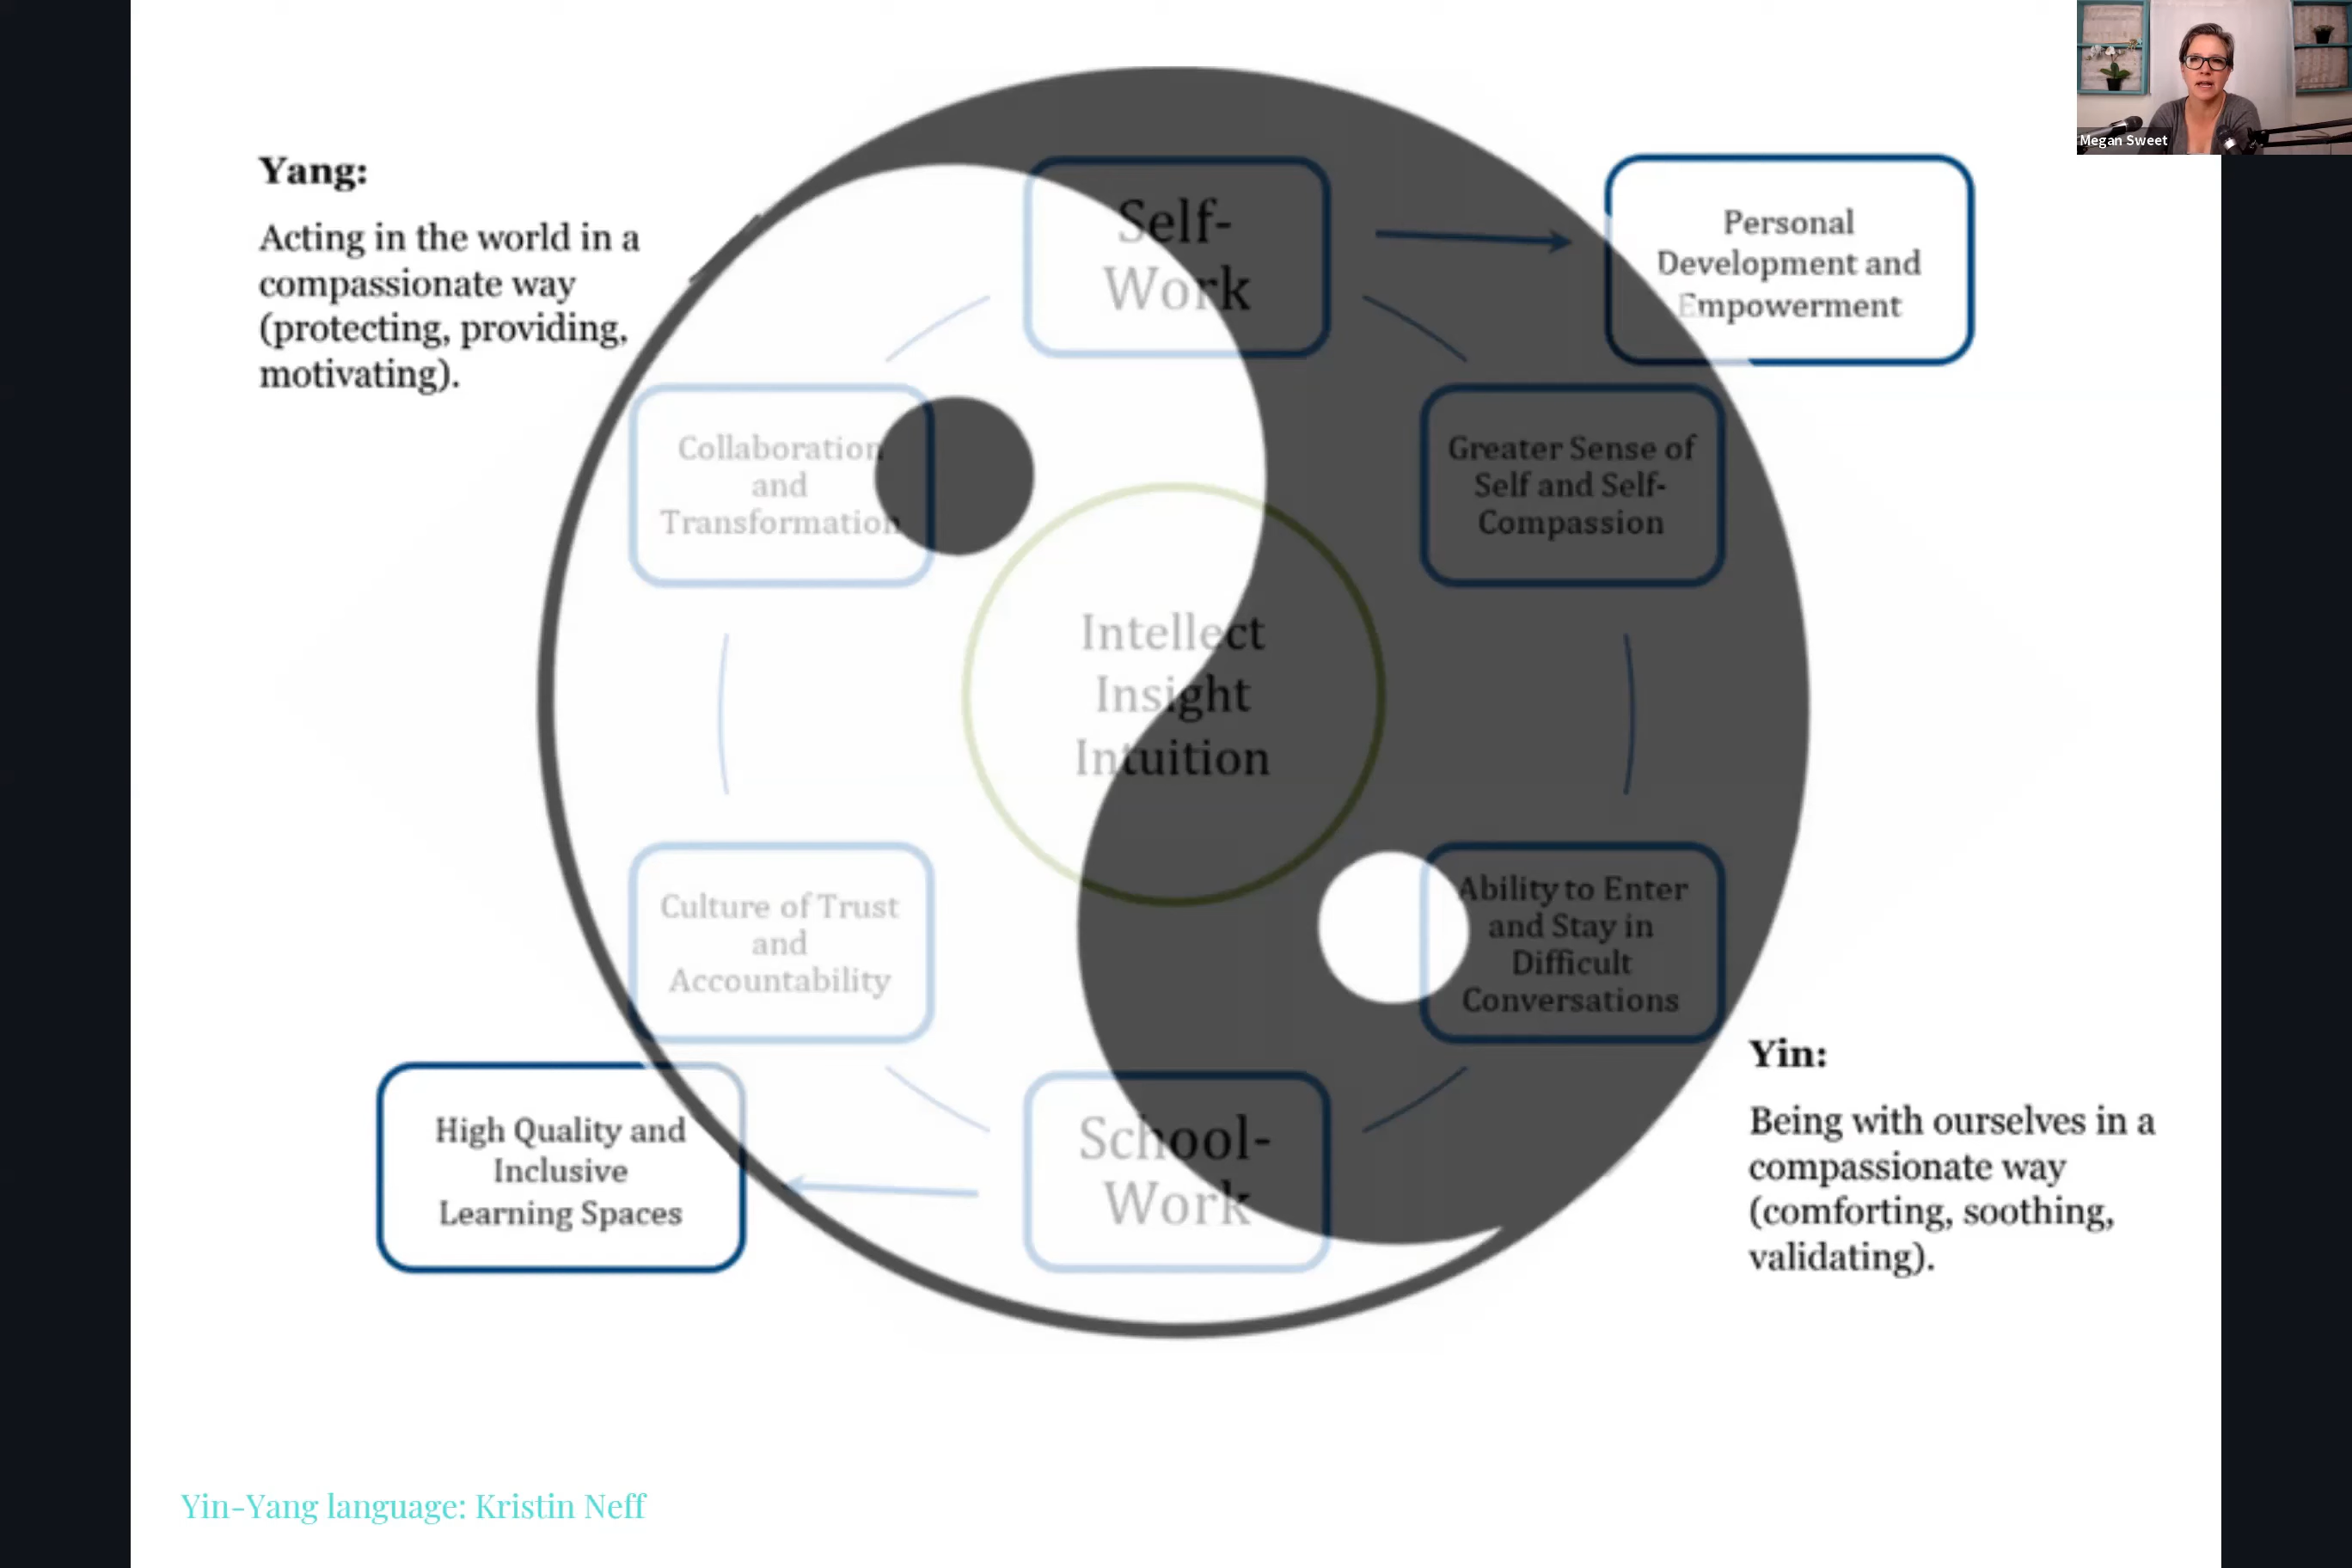 Megan Sweet
Yang:
Acting in the world in a
compassionate way
(protecting, providing,
motivating).
Self-
Work
Personal
Development and
Empowerment
Collaboration
and
Transformation
Greater Sense of
Self and Self-
Compassion
Intellect
Insight
Intuition
Culture of Trust
and
Accountability
Ability to Enter
and Stay in
Difficult
Conversations
High Quality and
Inclusive
Learning Spaces
School-
Work
Yin:
Being with ourselves in a
compassionate way
(comforting, soothing,
validating).
Yin-Yang language: Kristin Neff